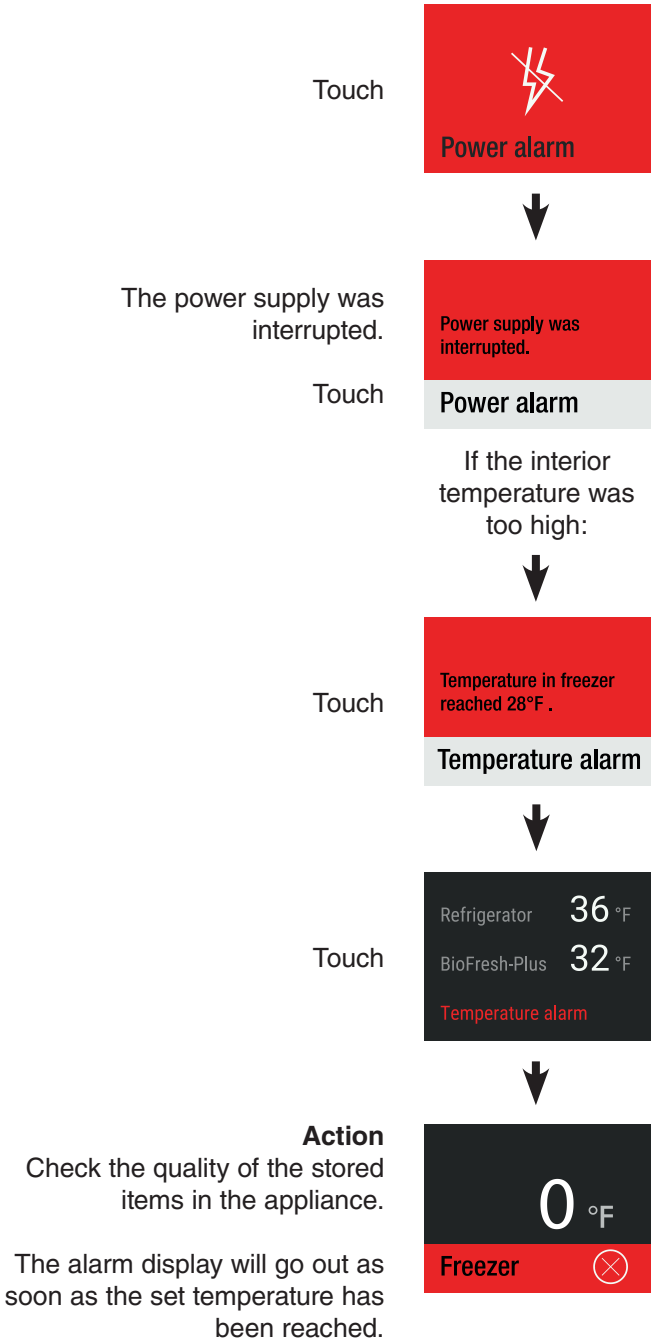 Touch
Power alarm
The power supply was
interrupted.
Power supply was
interrupted.
Touch
Power alarm
If the interior
temperature was
too high:
Touch
Temperature in freezer
reached 28°F .
Temperature alarm
Touch
Refrigerator 36 °F
BioFresh-Plus 32 °F
Temperature alarm
Action
Check the quality of the stored
items in the appliance.
The alarm display will go out as
soon as the set temperature has
been reached.
0 °F
Freezer